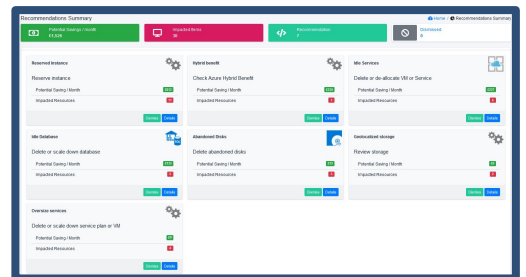 Recommendations Summary
Home / Recommendations Summary
Potential Savings / month
Impacted Items
30
Recommendation
7
Dismissed
0
Reserved instance
Reserve instance
Potential Saving / Month
Impacted Resources
Dismiss Details
Hybrid benefit
Check Azure Hybrid Benefit
Potential Saving / Month
Impacted Resources
Dismiss Details
Idle Services
Delete or de-allocate VM or Service
Potential Saving / Month
Impacted Resources
Dismiss Details
Idle Database
Delete or scale down database
Potential Saving / Month
Impacted Resources
Dismiss Details
Abandoned Disks
Delete abandoned disks
Potential Saving / Month
Impacted Resources
Dismiss Details
Geolocalized storage
Review storage
Potential Saving / Month
Impacted Resources
Dismiss Details
Oversize services
Delete or scale down service plan or VM
Potential Saving / Month
Impacted Resources
Dismiss Details